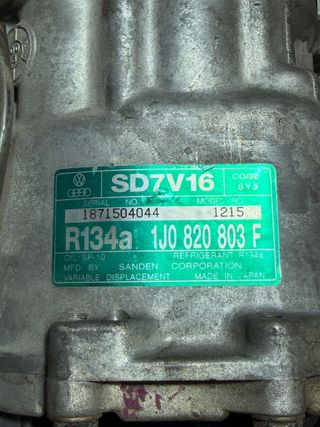 SD7V16
CODE
SY3
SERIAL NO.
MODEL NO.
1871504044
1215
R134a 1J0 820 803 F
OIL SP-10
REFRIGERANT R134a
MFD BY SANDEN CORPORATION
VARIABLE DISPLACEMENT
MADE IN JAPAN